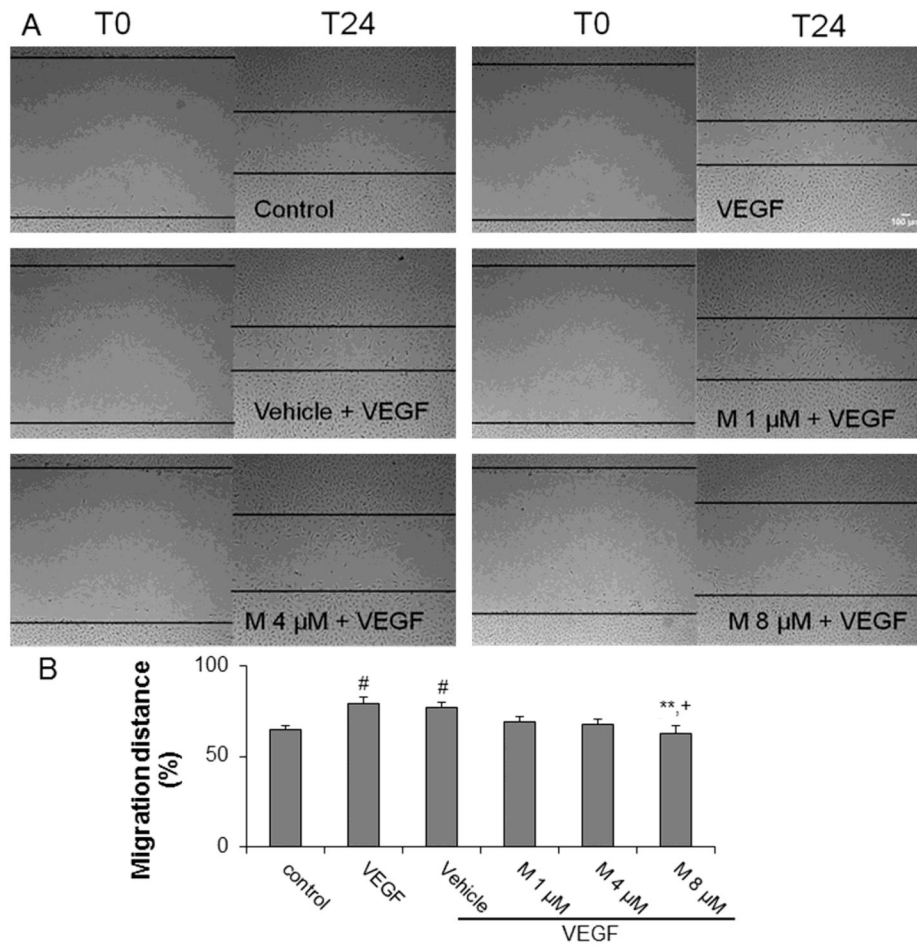 A
T0 T24 T0 T24
Control
VEGF
100 µm
Vehicle + VEGF
M 1 µM + VEGF
M 4 µM + VEGF
M 8 µM + VEGF
B
Migration distance
(%)
100
50
0
#
#
**,+
control
VEGF
Vehicle
M 1 µM
M 4 µM
M 8 µM
VEGF